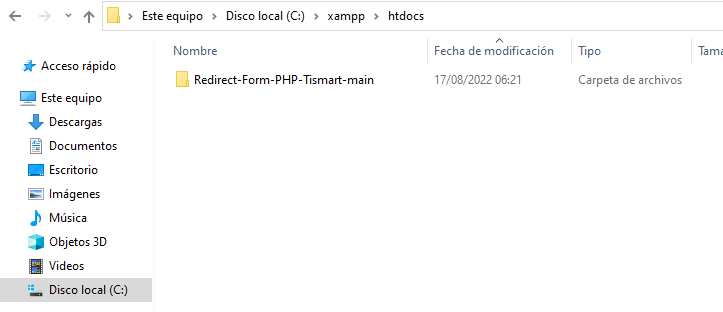 Este equipo > Disco local (C:) > xampp > htdocs
Nombre Fecha de modificación Tipo Tama
Redirect-Form-PHP-Tismart-main 17/08/2022 06:21 Carpeta de archivos
Acceso rápido
Este equipo
Descargas
Documentos
Escritorio
Imágenes
Música
Objetos 3D
Videos
Disco local (C:)